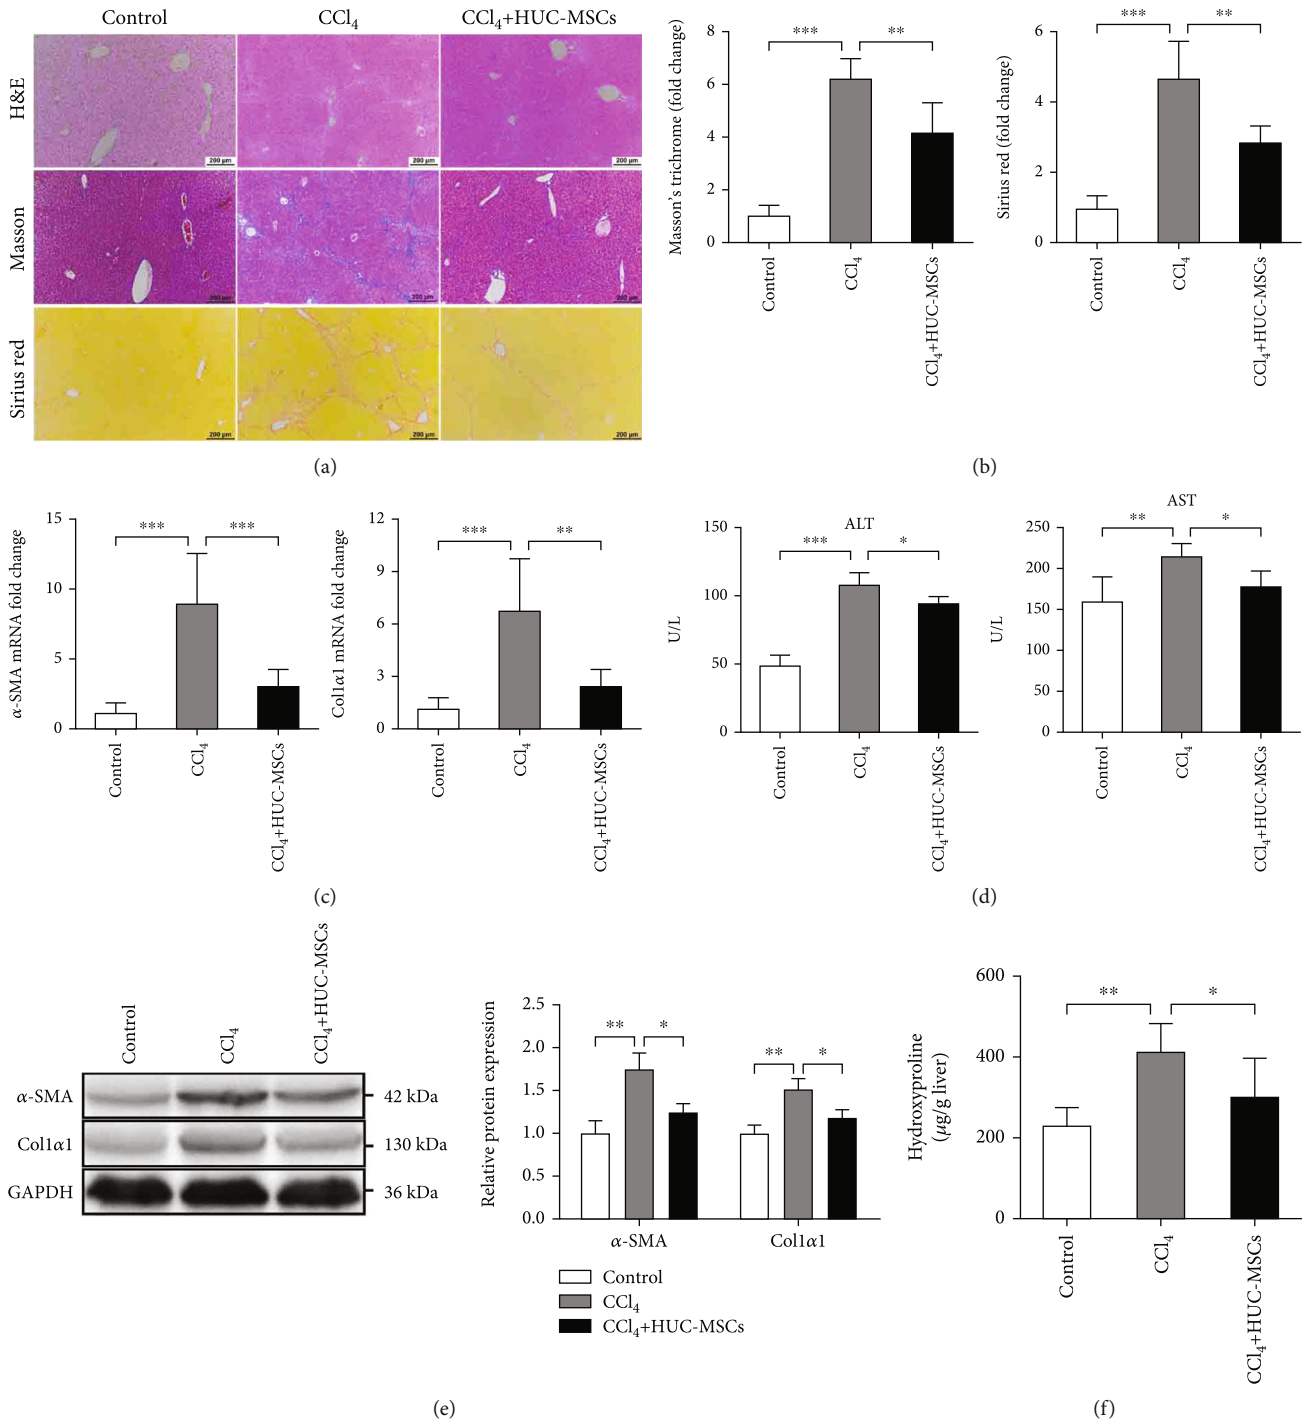 Control CCl4 CCl4+HUC-MSCs
H&E
200 μm 200 μm 200 μm
Masson
200 μm 200 μm 200 μm
Sirius red
200 μm 200 μm 200 μm
(a)
Masson's trichrome (fold change)
8
6
4
2
0
*** **
Control
CCl4
CCl4+HUC-MSCs
Sirius red (fold change)
6
4
2
0
*** **
Control
CCl4
CCl4+HUC-MSCs
(b)
α-SMA mRNA fold change
15
10
5
0
*** ***
Control
CCl4
CCl4+HUC-MSCs
Col1α1 mRNA fold change
12
9
6
3
0
*** **
Control
CCl4
CCl4+HUC-MSCs
(c)
ALT
U/L
150
100
50
0
*** *
Control
CCl4
CCl4+HUC-MSCs
AST
U/L
250
200
150
100
50
0
** *
Control
CCl4
CCl4+HUC-MSCs
(d)
Control
CCl4
CCl4+HUC-MSCs
α-SMA 42 kDa
Col1α1 130 kDa
GAPDH 36 kDa
Relative protein expression
2.5
2.0
1.5
1.0
0.5
0.0
** * ** *
α-SMA Col1α1
Control
CCl4
CCl4+HUC-MSCs
(e)
Hydroxyproline
(μg/g liver)
600
400
200
0
** *
Control
CCl4
CCl4+HUC-MSCs
(f)